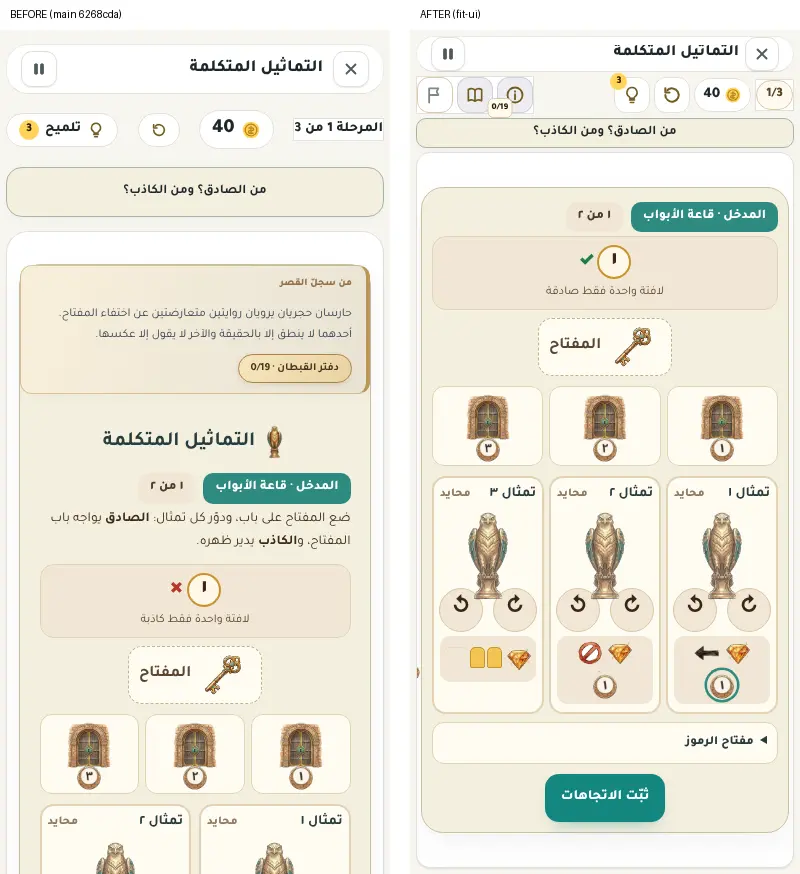 BEFORE (main 6268cda)
التماثيل المتكلمة
المرحلة 1 من 3
40
تلميح 3
من الصادق؟ ومن الكاذب؟
من سجلّ القصر
حارسان حجريان يرويان روايتين متعارضتين عن اختفاء المفتاح.
أحدهما لا ينطق إلا بالحقيقة والآخر لا يقول إلا عكسها.
دفتر القبطان · 0/19
التماثيل المتكلمة
المدخل · قاعة الأبواب
١ من ٢
ضع المفتاح على باب، ودوّر كل تمثال: الصادق يواجه باب
المفتاح، والكاذب يدير ظهره.
١
لافتة واحدة فقط كاذبة
المفتاح
١
٢
٣
تمثال ١ محايد
تمثال ٢ محايد
AFTER (fit-ui)
التماثيل المتكلمة
1/3
40
3
0/19
من الصادق؟ ومن الكاذب؟
المدخل · قاعة الأبواب
١ من ٢
١
لافتة واحدة فقط صادقة
المفتاح
١
٢
٣
تمثال ١ محايد
تمثال ٢ محايد
تمثال ٣ محايد
١
١
مفتاح الرموز
ثبّت الاتجاهات